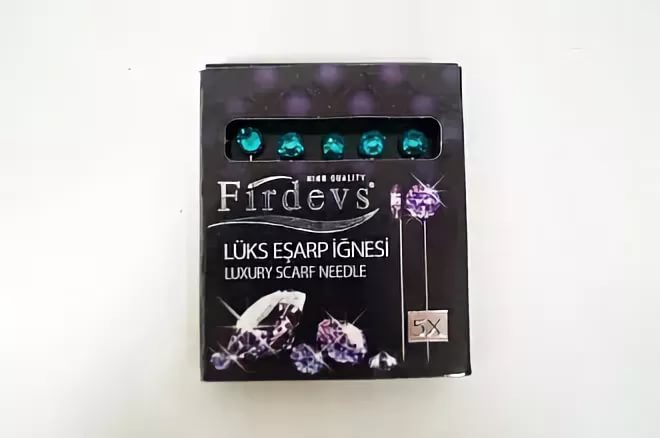 HIGH QUALITY
Firdevs®
LÜKS EŞARP İĞNESİ
LUXURY SCARF NEEDLE
5X